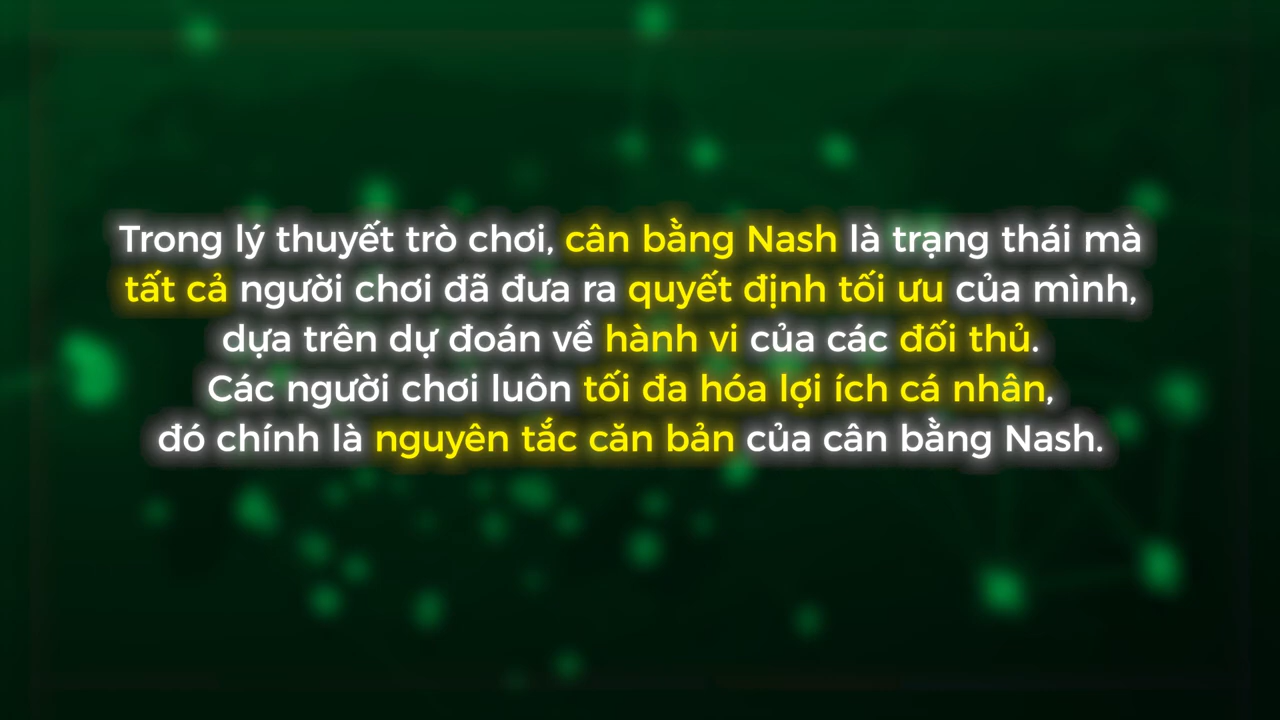 Trong lý thuyết trò chơi, cân bằng Nash là trạng thái mà
tất cả người chơi đã đưa ra quyết định tối ưu của mình,
dựa trên dự đoán về hành vi của các đối thủ.
Các người chơi luôn tối đa hóa lợi ích cá nhân,
đó chính là nguyên tắc căn bản của cân bằng Nash.